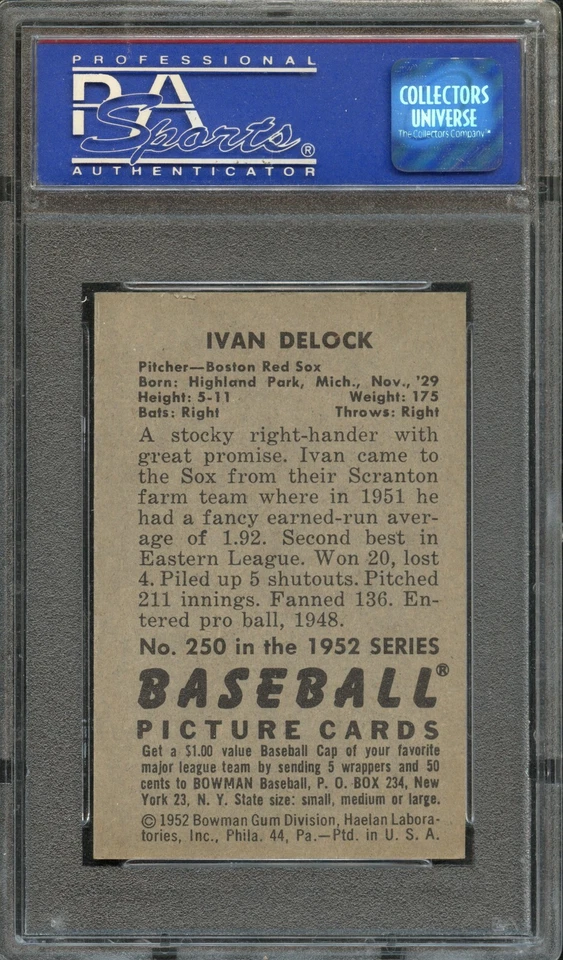 PROFESSIONAL
PSA
Sports®
AUTHENTICATOR
COLLECTORS
UNIVERSE
The Collectors Company™
IVAN DELOCK
Pitcher—Boston Red Sox
Born: Highland Park, Mich., Nov., '29
Height: 5-11 Weight: 175
Bats: Right Throws: Right
A stocky right-hander with
great promise. Ivan came to
the Sox from their Scranton
farm team where in 1951 he
had a fancy earned-run aver-
age of 1.92. Second best in
Eastern League. Won 20, lost
4. Piled up 5 shutouts. Pitched
211 innings. Fanned 136. En-
tered pro ball, 1948.
No. 250 in the 1952 SERIES
BASEBALL®
PICTURE CARDS
Get a $1.00 value Baseball Cap of your favorite
major league team by sending 5 wrappers and 50
cents to BOWMAN Baseball, P. O. BOX 234, New
York 23, N. Y. State size: small, medium or large.
© 1952 Bowman Gum Division, Haelan Labora-
tories, Inc., Phila. 44, Pa.—Ptd. in U. S. A.